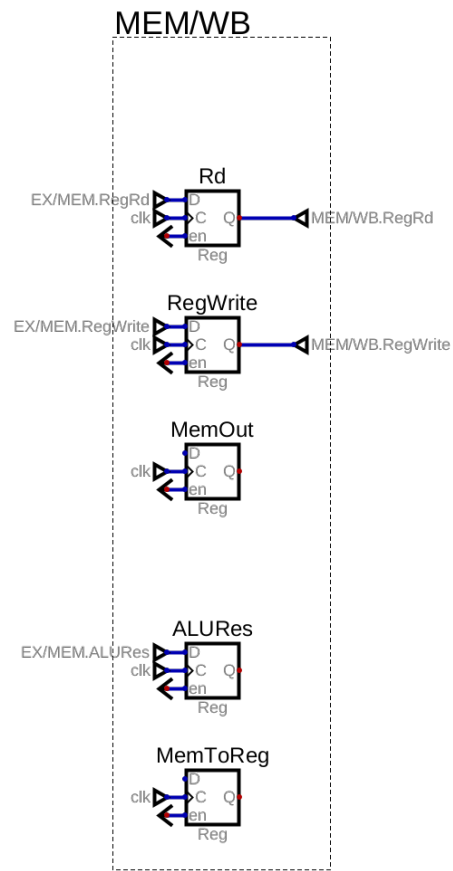 MEM/WB
Rd
EX/MEM.RegRd D
clk C Q MEM/WB.RegRd
en
Reg
RegWrite
EX/MEM.RegWrite D
clk C Q MEM/WB.RegWrite
en
Reg
MemOut
D
clk C Q
en
Reg
ALURes
EX/MEM.ALURes D
clk C Q
en
Reg
MemToReg
D
clk C Q
en
Reg